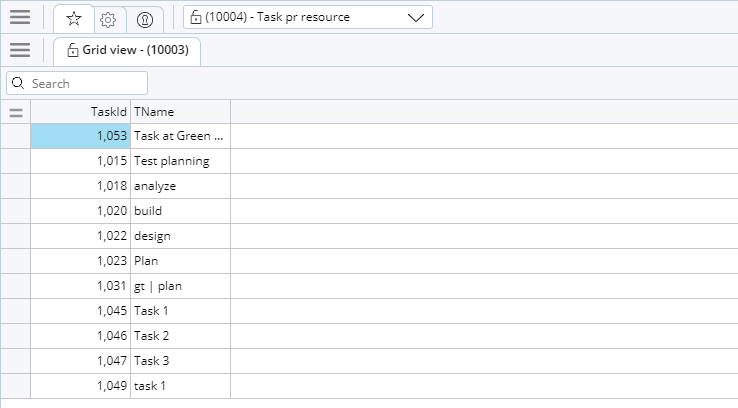 (10004) - Task pr resource
Grid view - (10003)
Search
TaskId TName
1,053 Task at Green ...
1,015 Test planning
1,018 analyze
1,020 build
1,022 design
1,023 Plan
1,031 gt | plan
1,045 Task 1
1,046 Task 2
1,047 Task 3
1,049 task 1